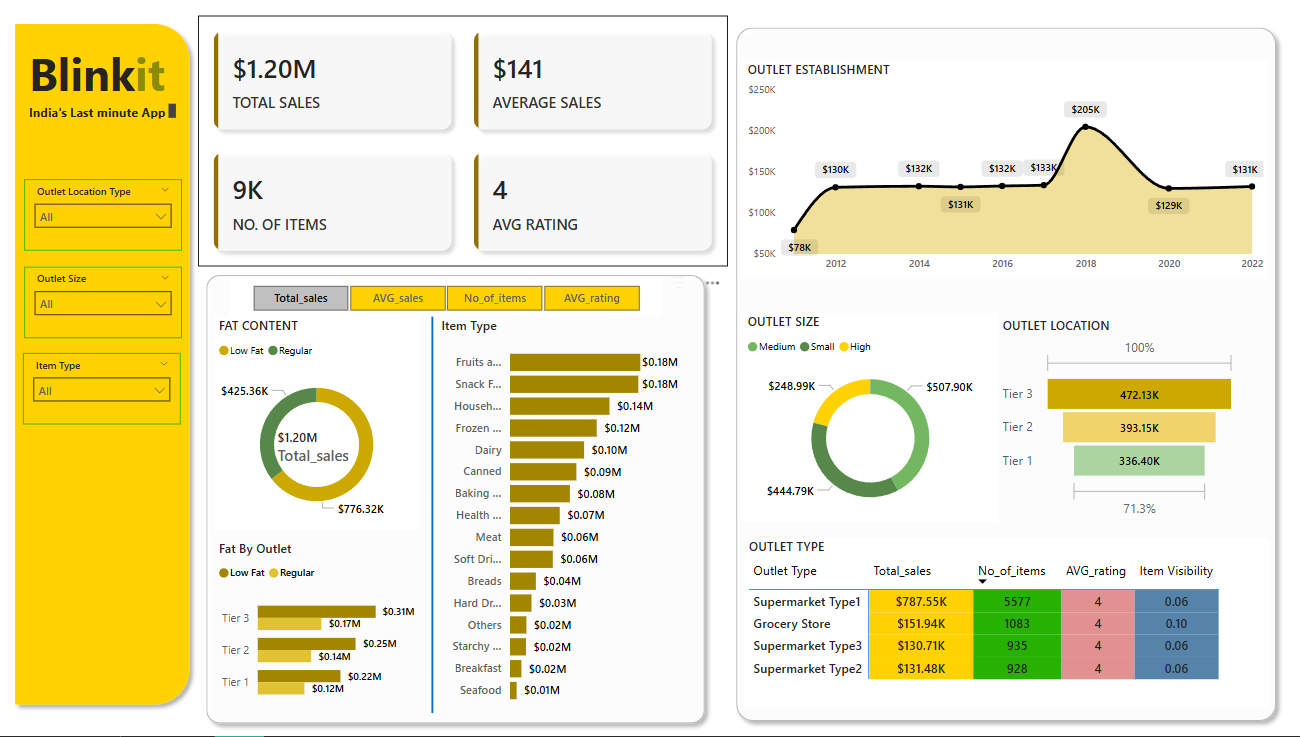 Blinkit
India's Last minute App
Outlet Location Type
All
Outlet Size
All
Item Type
All
$1.20M
TOTAL SALES
$141
AVERAGE SALES
9K
NO. OF ITEMS
4
AVG RATING
Total_sales AVG_sales No_of_items AVG_rating
FAT CONTENT
Low Fat Regular
$425.36K
$1.20M
Total_sales
$776.32K
Fat By Outlet
Low Fat Regular
Tier 3 $0.31M
$0.17M
Tier 2 $0.25M
$0.14M
Tier 1 $0.22M
$0.12M
Item Type
Fruits a... $0.18M
Snack F... $0.18M
Househ... $0.14M
Frozen ... $0.12M
Dairy $0.10M
Canned $0.09M
Baking ... $0.08M
Health ... $0.07M
Meat $0.06M
Soft Dri... $0.06M
Breads $0.04M
Hard Dr... $0.03M
Others $0.02M
Starchy ... $0.02M
Breakfast $0.02M
Seafood $0.01M
OUTLET ESTABLISHMENT
$250K
$200K
$150K
$100K
$50K
$78K
$130K
$132K
$131K
$132K
$133K
$205K
$129K
$131K
2012 2014 2016 2018 2020 2022
OUTLET SIZE
Medium Small High
$248.99K
$507.90K
$444.79K
OUTLET LOCATION
100%
Tier 3 472.13K
Tier 2 393.15K
Tier 1 336.40K
71.3%
OUTLET TYPE
Outlet Type Total_sales No_of_items AVG_rating Item Visibility
Supermarket Type1 $787.55K 5577 4 0.06
Grocery Store $151.94K 1083 4 0.10
Supermarket Type3 $130.71K 935 4 0.06
Supermarket Type2 $131.48K 928 4 0.06